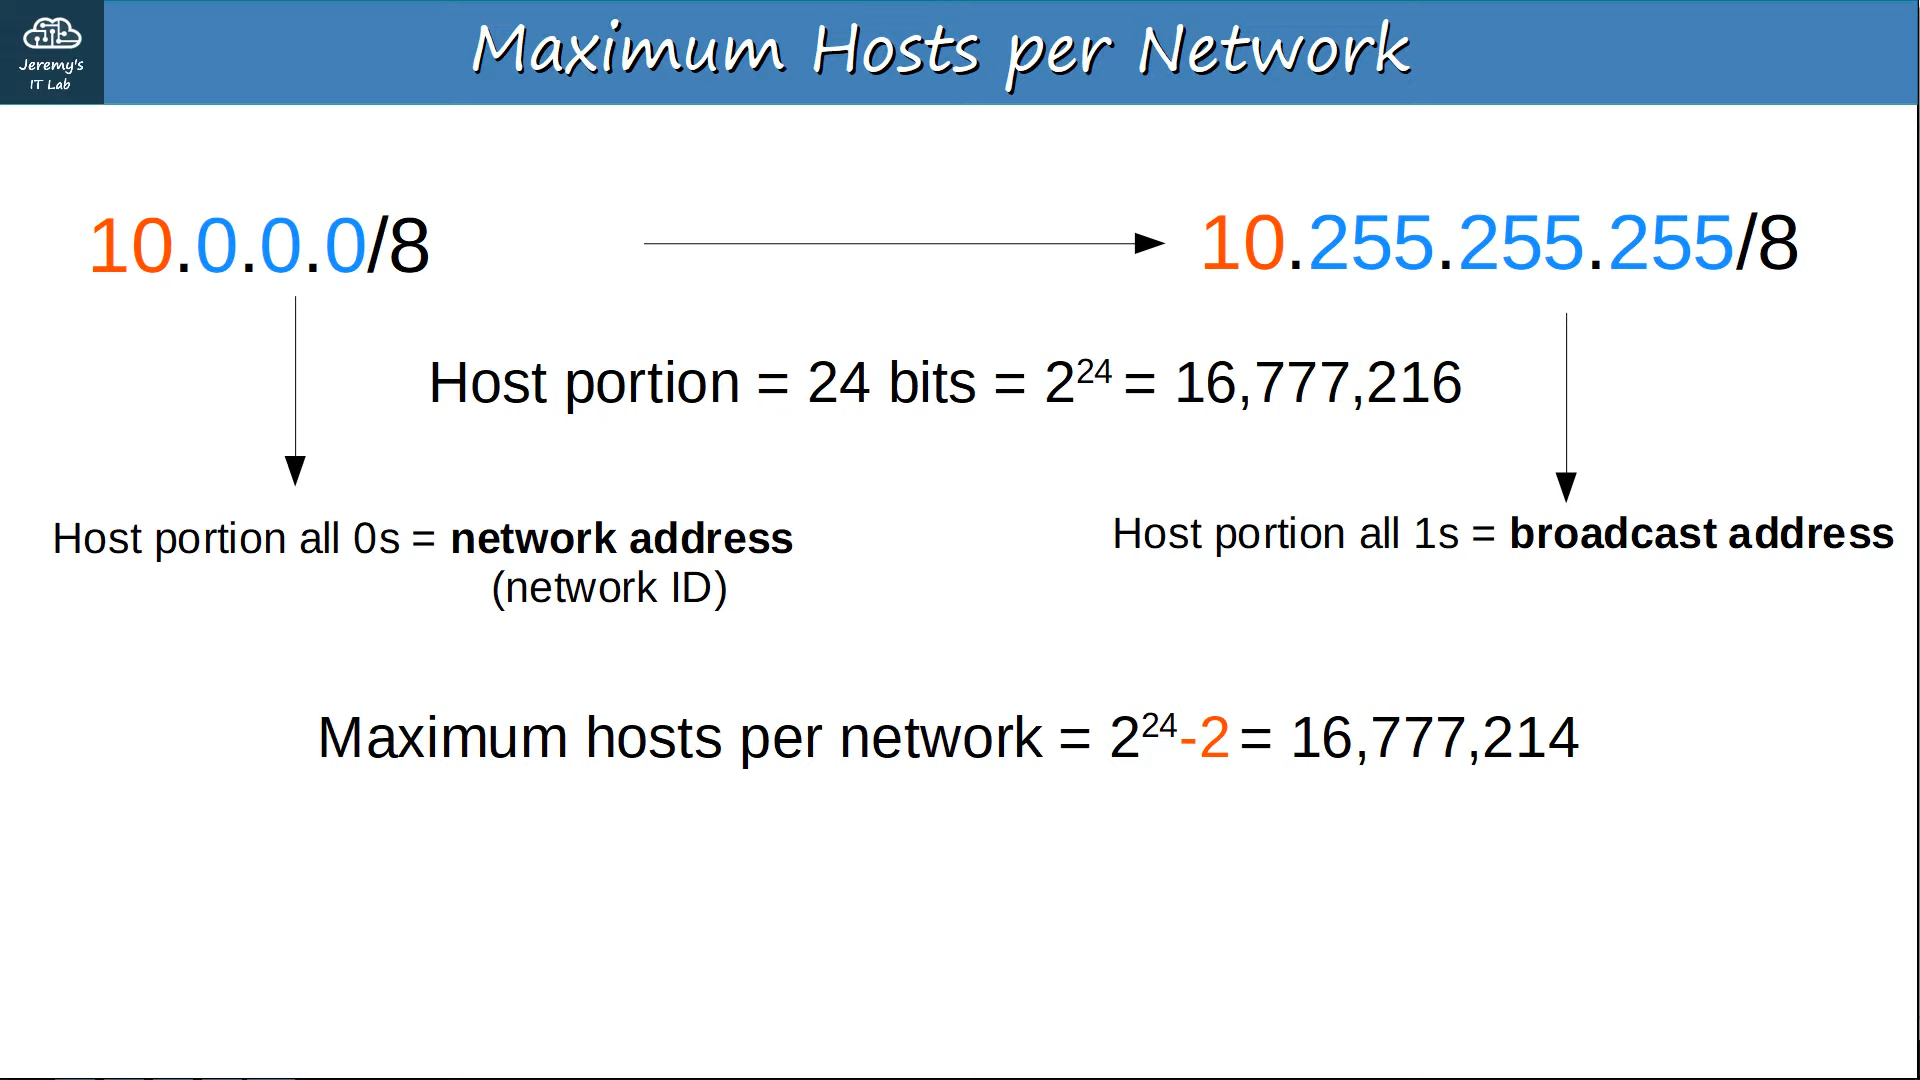 Jeremy's
IT Lab
Maximum Hosts per Network
10.0.0.0/8
10.255.255.255/8
Host portion = 24 bits = 2²⁴ = 16,777,216
Host portion all 0s = network address
(network ID)
Host portion all 1s = broadcast address
Maximum hosts per network = 2²⁴-2 = 16,777,214